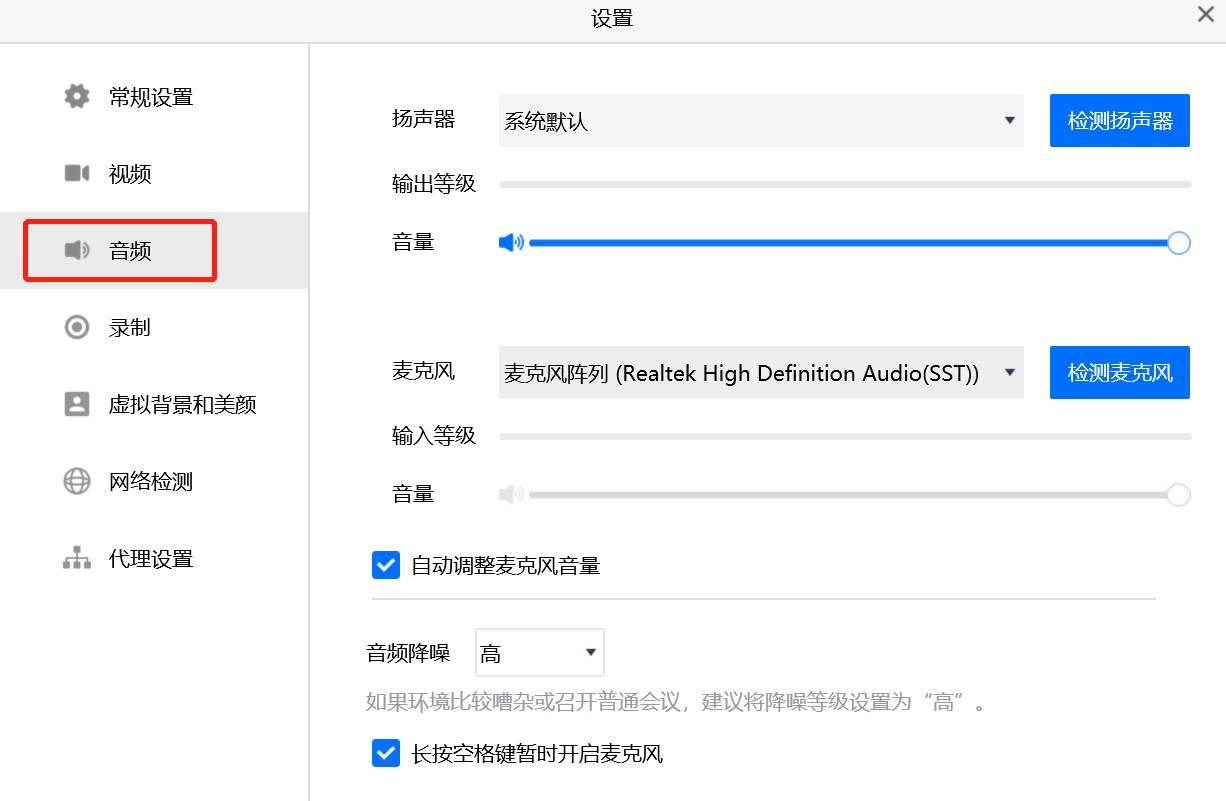 设置
常规设置
视频
音频
录制
虚拟背景和美颜
网络检测
代理设置
扬声器
系统默认
检测扬声器
输出等级
音量
麦克风
麦克风阵列 (Realtek High Definition Audio(SST))
检测麦克风
输入等级
音量
自动调整麦克风音量
音频降噪
高
如果环境比较嘈杂或召开普通会议，建议将降噪等级设置为“高”。
长按空格键暂时开启麦克风